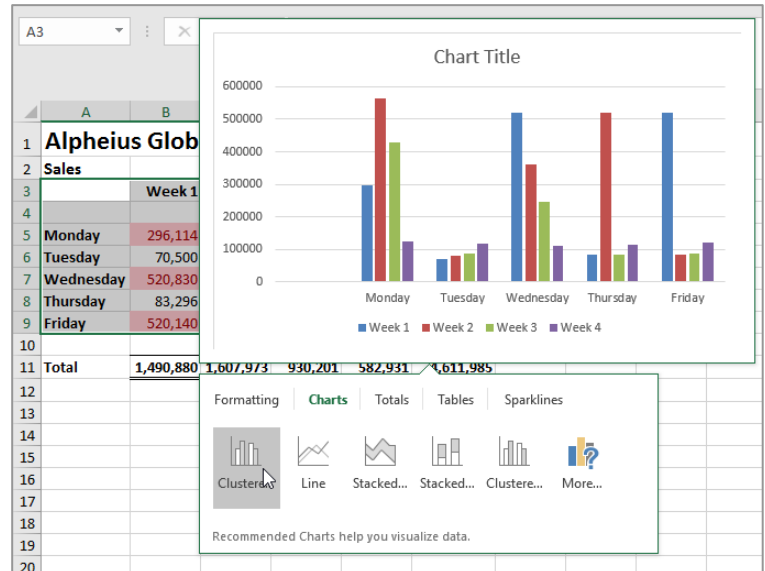 A3
Chart Title
600000
500000
400000
300000
200000
100000
0
Monday Tuesday Wednesday Thursday Friday
Week 1 Week 2 Week 3 Week 4
A B
1 Alpheius Glob
2 Sales
3 Week 1
4
5 Monday 296,114
6 Tuesday 70,500
7 Wednesday 520,830
8 Thursday 83,296
9 Friday 520,140
10
11 Total 1,490,880 1,607,973 930,201 582,931 4,611,985
12
13
14
15
16
17
18
19
20
Formatting Charts Totals Tables Sparklines
Clustere... Line Stacked... Stacked... Clustere... More...
Recommended Charts help you visualize data.